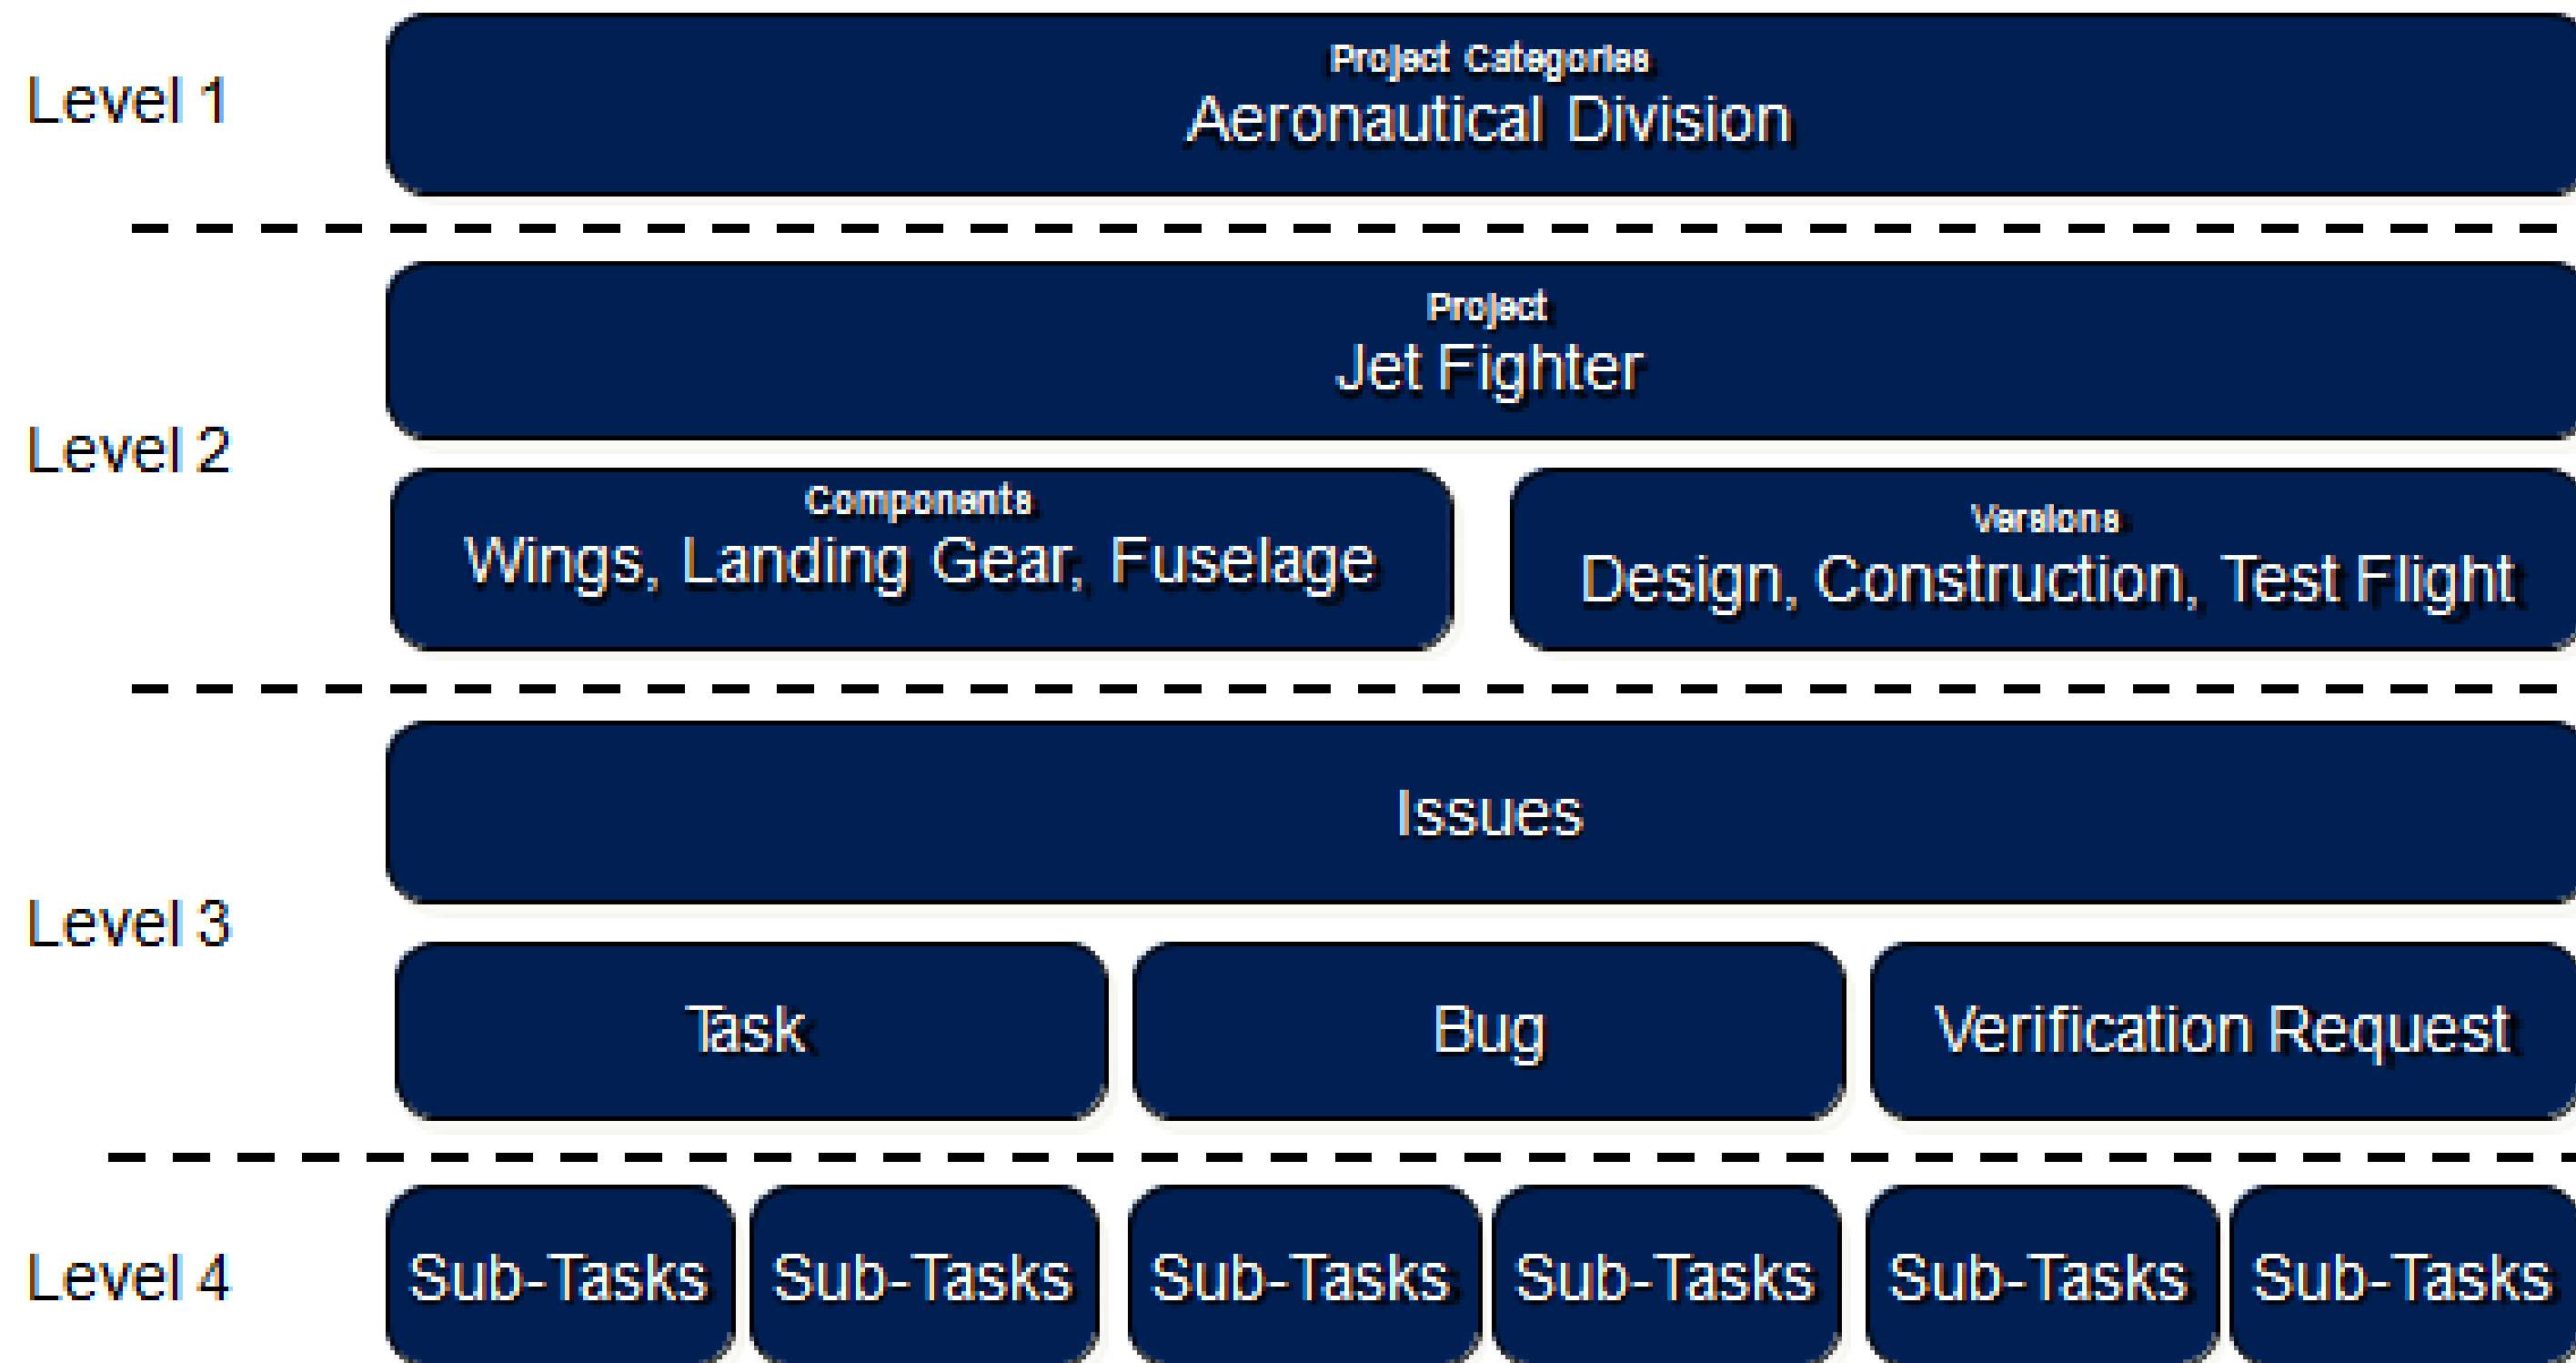 Level 1
Project Categories
Aeronautical Division
Level 2
Project
Jet Fighter
Components
Wings, Landing Gear, Fuselage
Versions
Design, Construction, Test Flight
Level 3
Issues
Task
Bug
Verification Request
Level 4
Sub-Tasks
Sub-Tasks
Sub-Tasks
Sub-Tasks
Sub-Tasks
Sub-Tasks